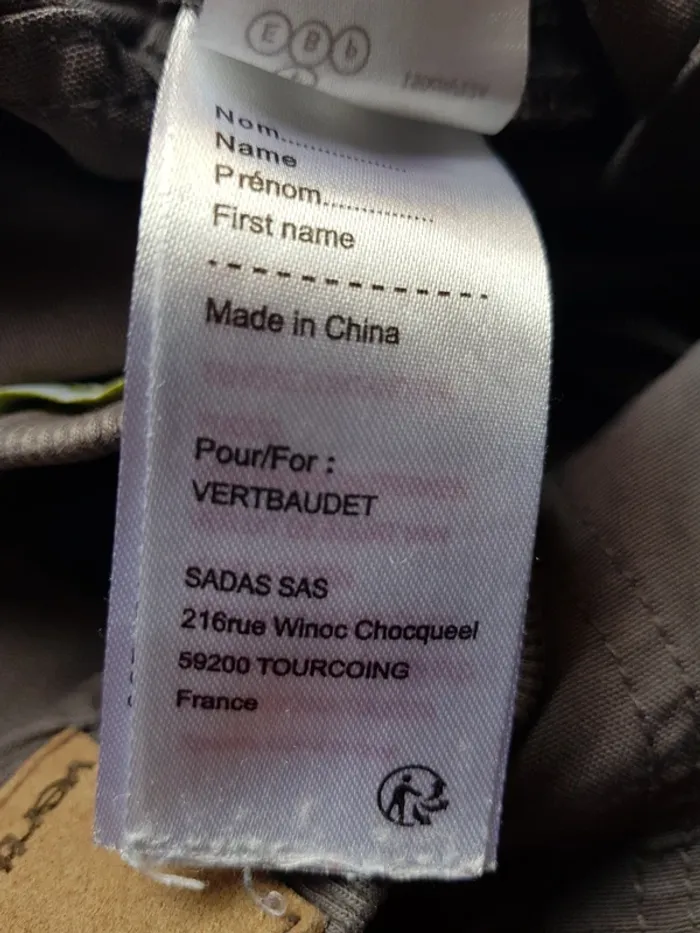 E B b
Nom....................
Name
Prénom................
First name
- - - - - - - - - - - - - - -
Made in China
Pour/For :
VERTBAUDET
SADAS SAS
216rue Winoc Chocqueel
59200 TOURCOING
France